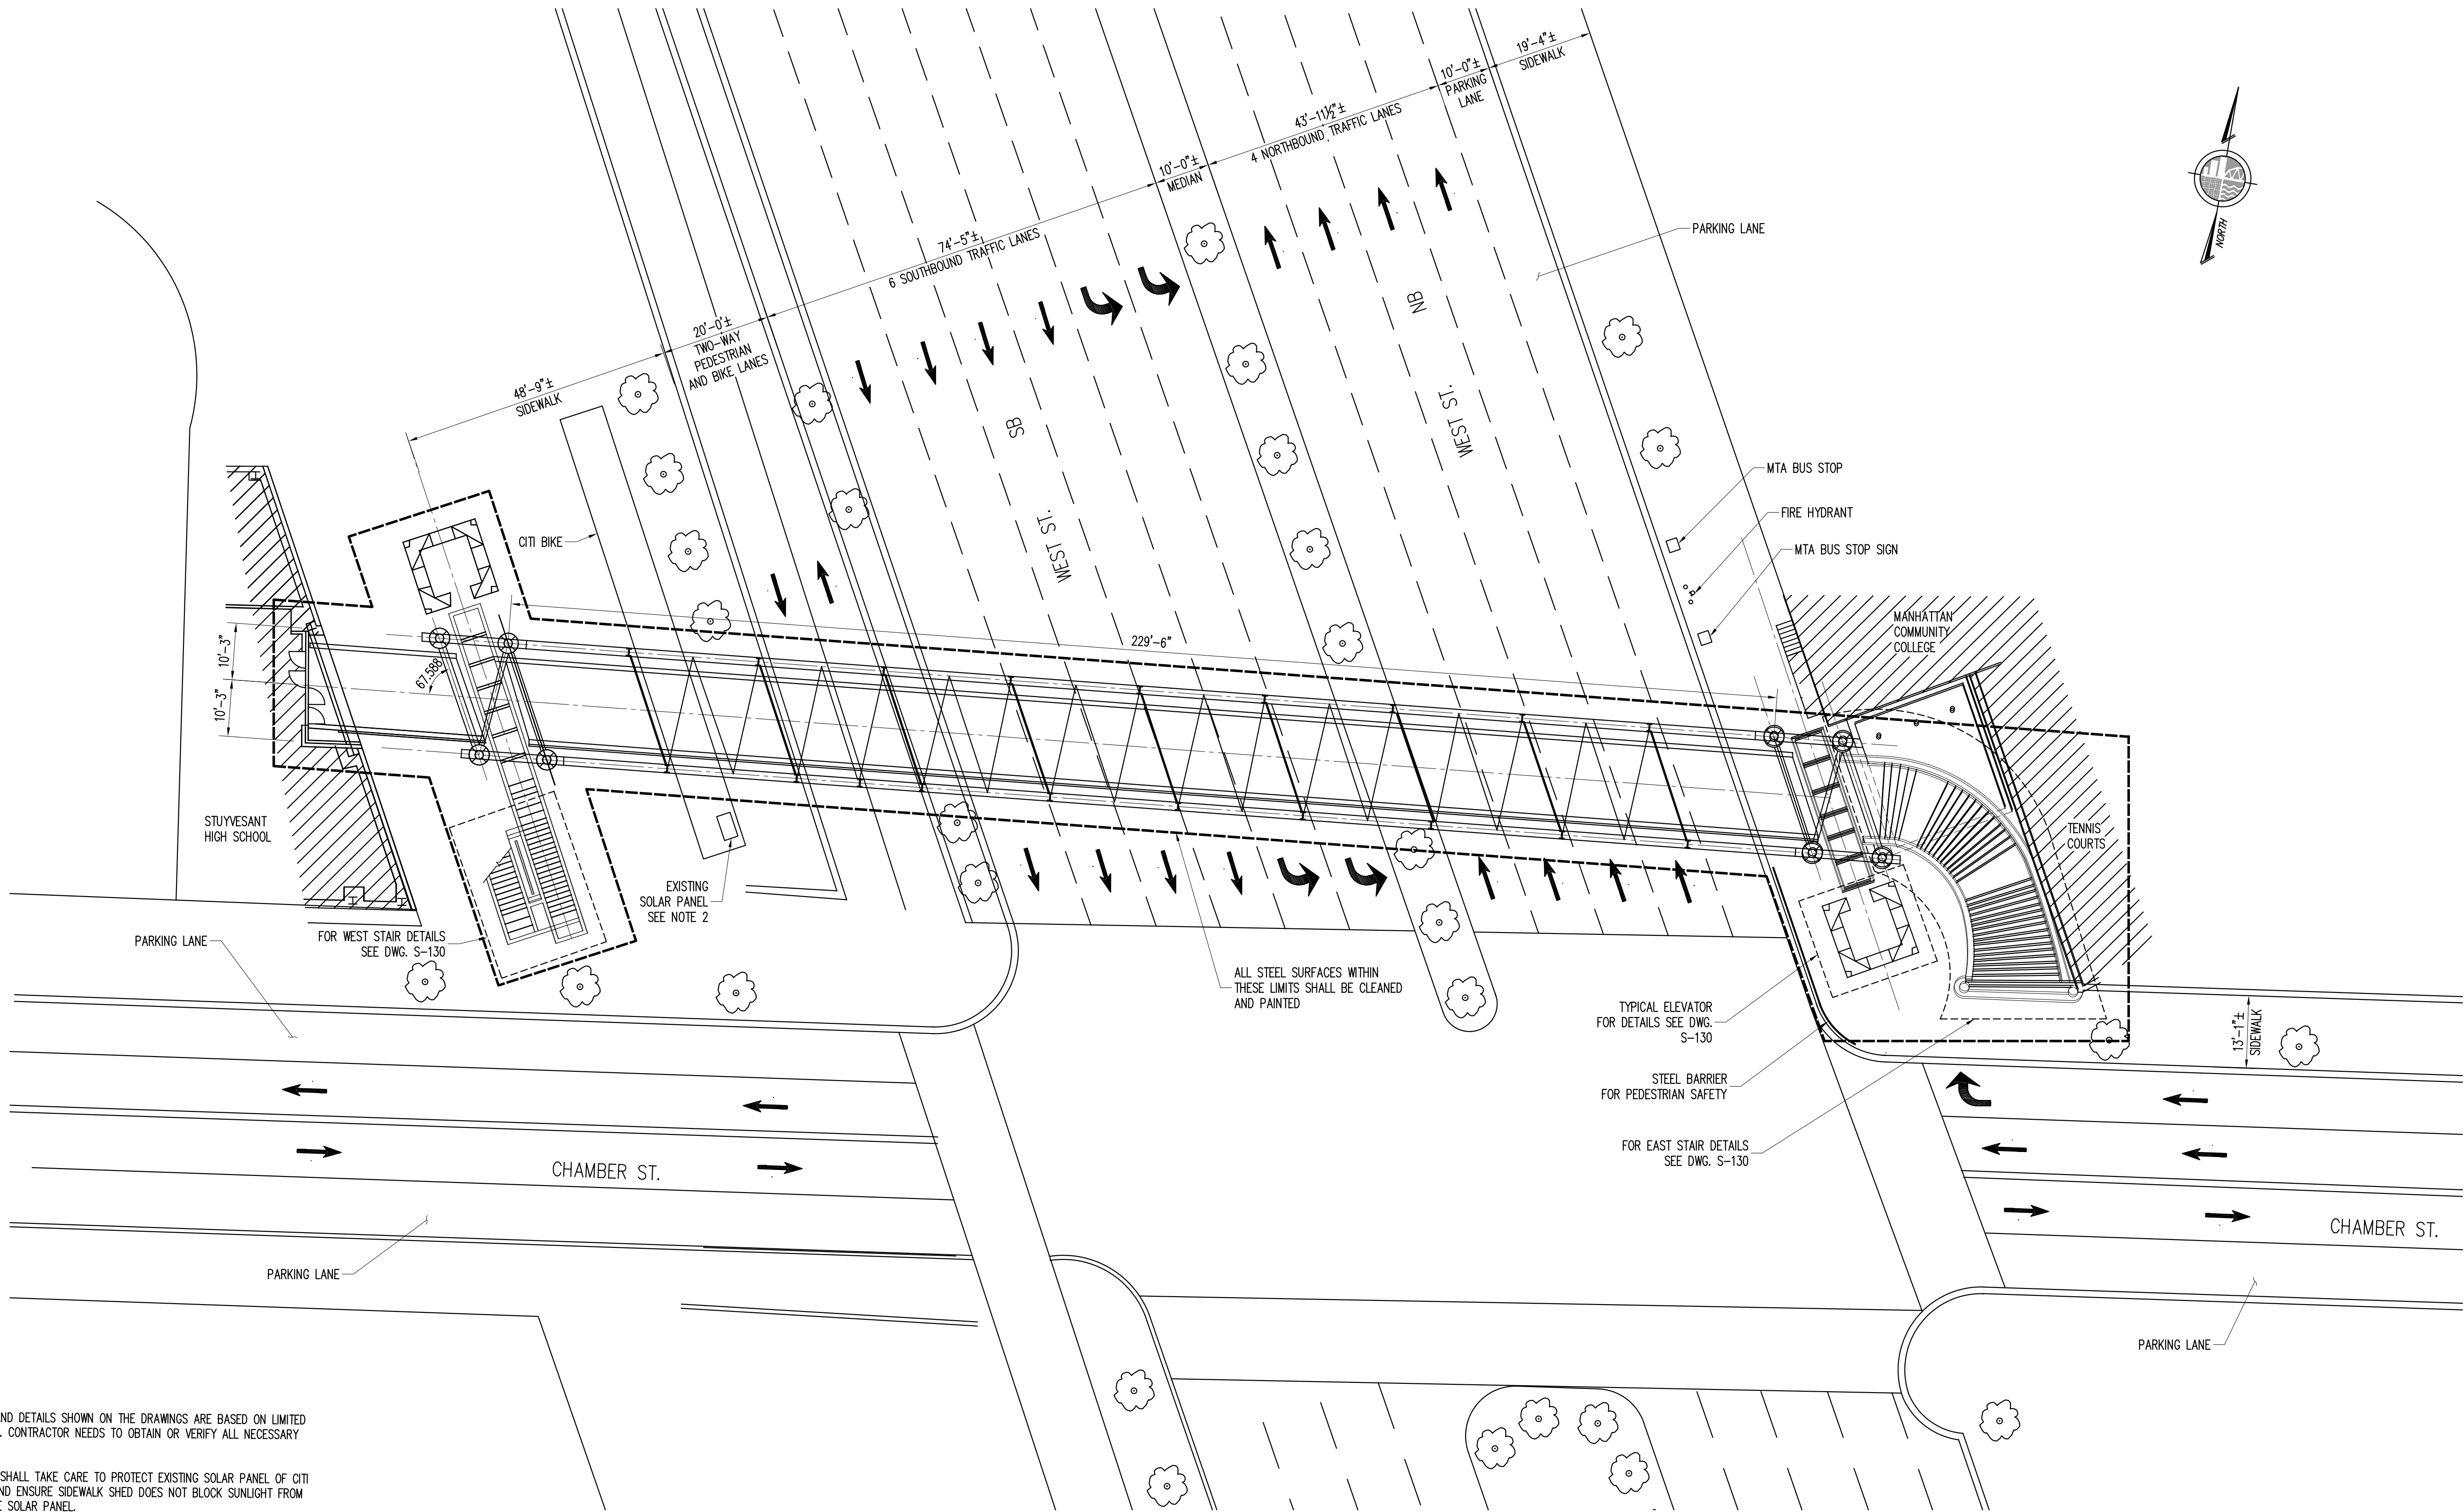 19'-4"±
SIDEWALK
10'-0"±
PARKING
LANE
43'-11½"±
4 NORTHBOUND TRAFFIC LANES
10'-0"±
MEDIAN
74'-5"±
6 SOUTHBOUND TRAFFIC LANES
20'-0"±
TWO-WAY
PEDESTRIAN
AND BIKE LANES
48'-9"±
SIDEWALK
NORTH
PARKING LANE
NB
WEST ST.
SB
WEST ST.
MTA BUS STOP
FIRE HYDRANT
MTA BUS STOP SIGN
CITI BIKE
MANHATTAN
COMMUNITY
COLLEGE
229'-6"
10'-3"
10'-3"
67.588
STUYVESANT
HIGH SCHOOL
TENNIS
COURTS
EXISTING
SOLAR PANEL
SEE NOTE 2
PARKING LANE
FOR WEST STAIR DETAILS
SEE DWG. S-130
ALL STEEL SURFACES WITHIN
THESE LIMITS SHALL BE CLEANED
AND PAINTED
TYPICAL ELEVATOR
FOR DETAILS SEE DWG.
S-130
13'-1"±
SIDEWALK
STEEL BARRIER
FOR PEDESTRIAN SAFETY
FOR EAST STAIR DETAILS
SEE DWG. S-130
CHAMBER ST.
CHAMBER ST.
PARKING LANE
PARKING LANE
ND DETAILS SHOWN ON THE DRAWINGS ARE BASED ON LIMITED
. CONTRACTOR NEEDS TO OBTAIN OR VERIFY ALL NECESSARY
SHALL TAKE CARE TO PROTECT EXISTING SOLAR PANEL OF CITI
ND ENSURE SIDEWALK SHED DOES NOT BLOCK SUNLIGHT FROM
E SOLAR PANEL.